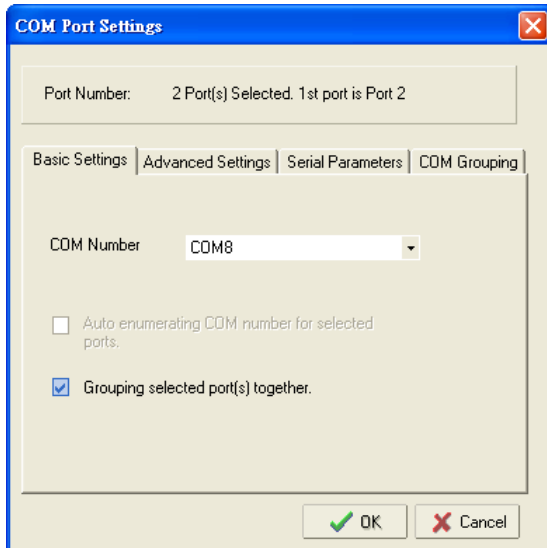 COM Port Settings
Port Number: 2 Port(s) Selected. 1st port is Port 2
Basic Settings Advanced Settings Serial Parameters COM Grouping
COM Number COM8
Auto enumerating COM number for selected
ports.
Grouping selected port(s) together.
OK Cancel